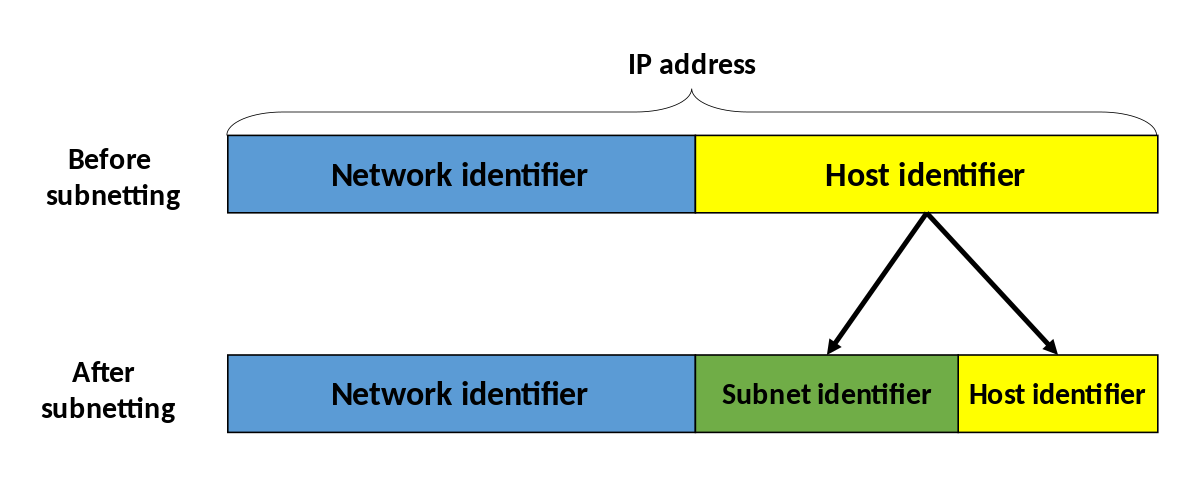 IP address
Before
subnetting
Network identifier
Host identifier
After
subnetting
Network identifier
Subnet identifier
Host identifier